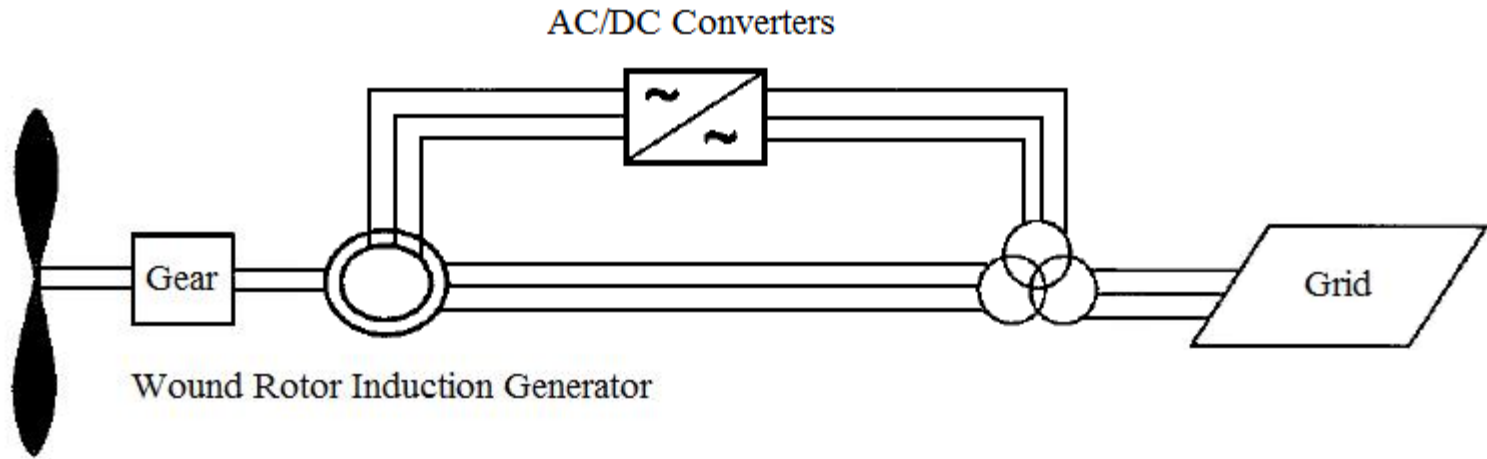 AC/DC Converters
~
~
Gear
Grid
Wound Rotor Induction Generator